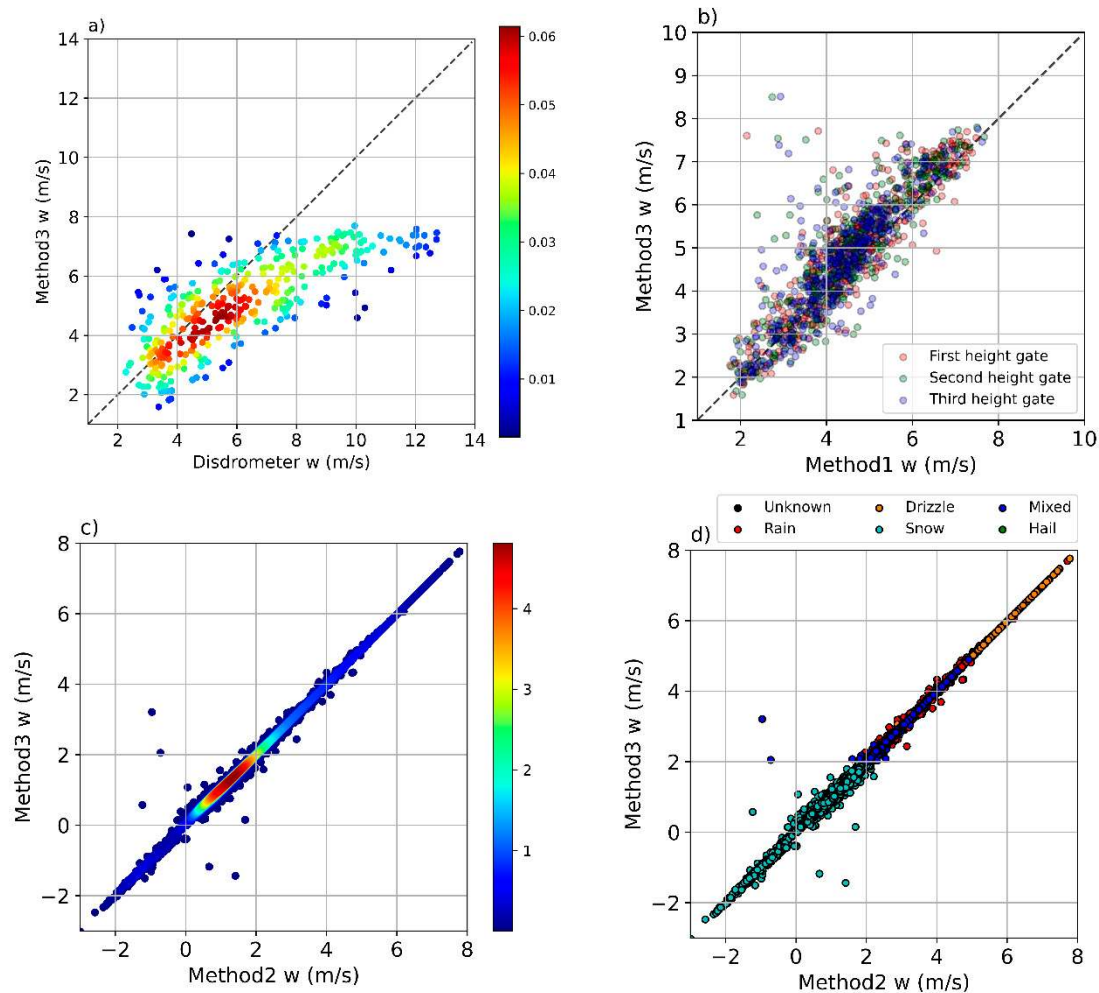 a)
14
12
10
8
6
4
2
Method3 w (m/s)
2 4 6 8 10 12 14
Disdrometer w (m/s)
0.06
0.05
0.04
0.03
0.02
0.01
b)
10
9
8
7
6
5
4
3
2
1
Method3 w (m/s)
First height gate
Second height gate
Third height gate
2 4 6 8 10
Method1 w (m/s)
c)
8
6
4
2
0
−2
Method3 w (m/s)
−2 0 2 4 6 8
Method2 w (m/s)
4
3
2
1
Unknown Drizzle Mixed
Rain Snow Hail
d)
8
6
4
2
0
−2
Method3 w (m/s)
−2 0 2 4 6 8
Method2 w (m/s)